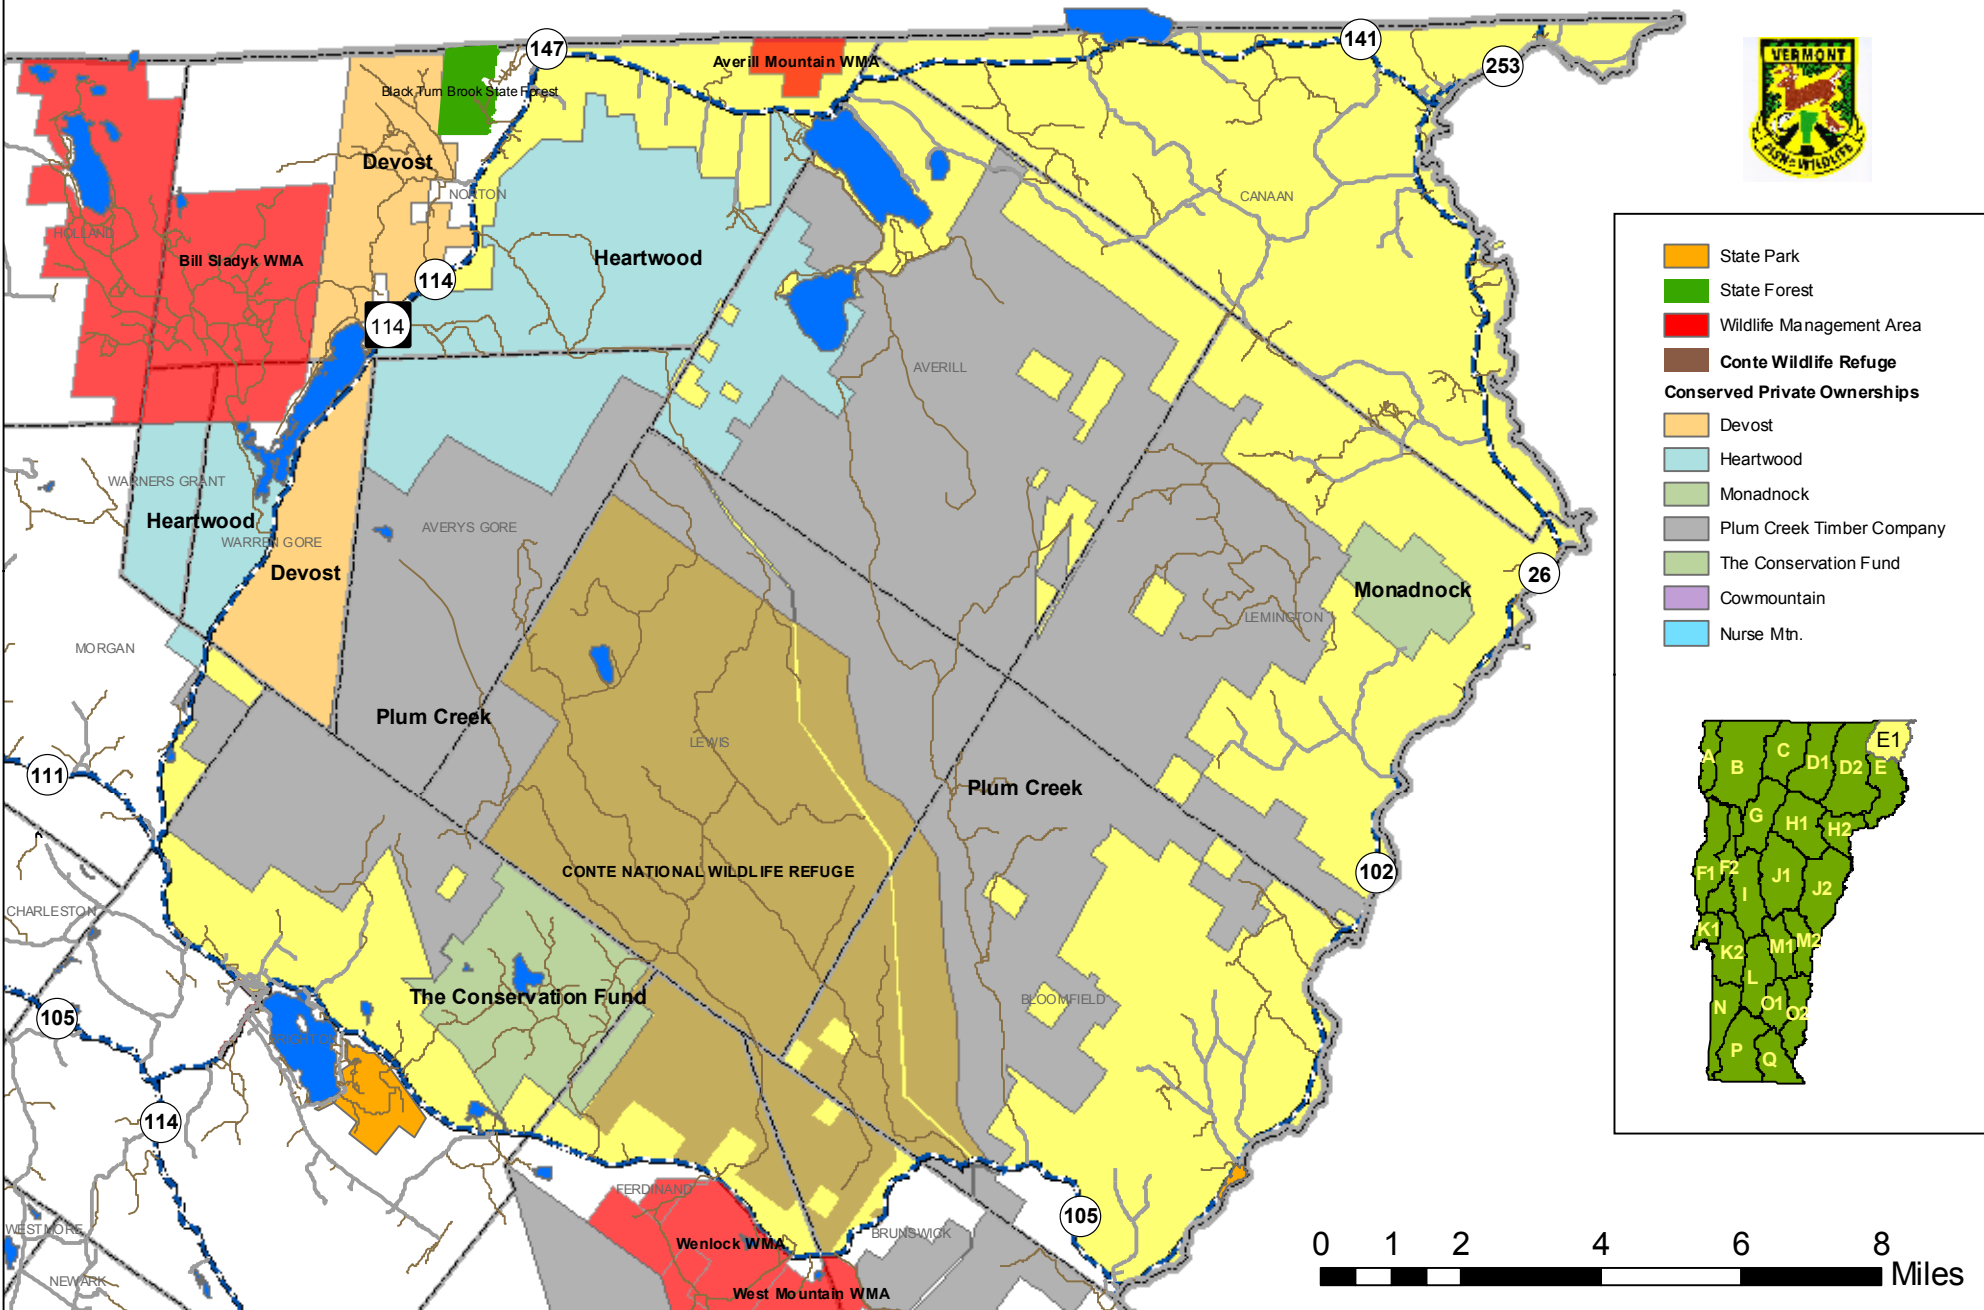 147
141
253
Averill Mountain WMA
Black Turn Brook State Forest
Devost
NORTON
CANAAN
HOLLAND
Bill Sladyk WMA
Heartwood
114
114
AVERILL
WARNERS GRANT
Heartwood
WARREN GORE
AVERYS GORE
Devost
26
Monadnock
LEMINGTON
MORGAN
Plum Creek
LEWIS
111
Plum Creek
CONTE NATIONAL WILDLIFE REFUGE
102
CHARLESTON
The Conservation Fund
BLOOMFIELD
105
BRIGHTON
114
FERDINAND
105
WESTMORE
Wenlock WMA
BRUNSWICK
NEWARK
West Mountain WMA
VERMONT
FISH & WILDLIFE
State Park
State Forest
Wildlife Management Area
Conte Wildlife Refuge
Conserved Private Ownerships
Devost
Heartwood
Monadnock
Plum Creek Timber Company
The Conservation Fund
Cowmountain
Nurse Mtn.
E1
A
B
C
D1
D2
E
G
H1
H2
F1
F2
I
J1
J2
K1
K2
M1
M2
L
N
O1
O2
P
Q
0 1 2 4 6 8
Miles